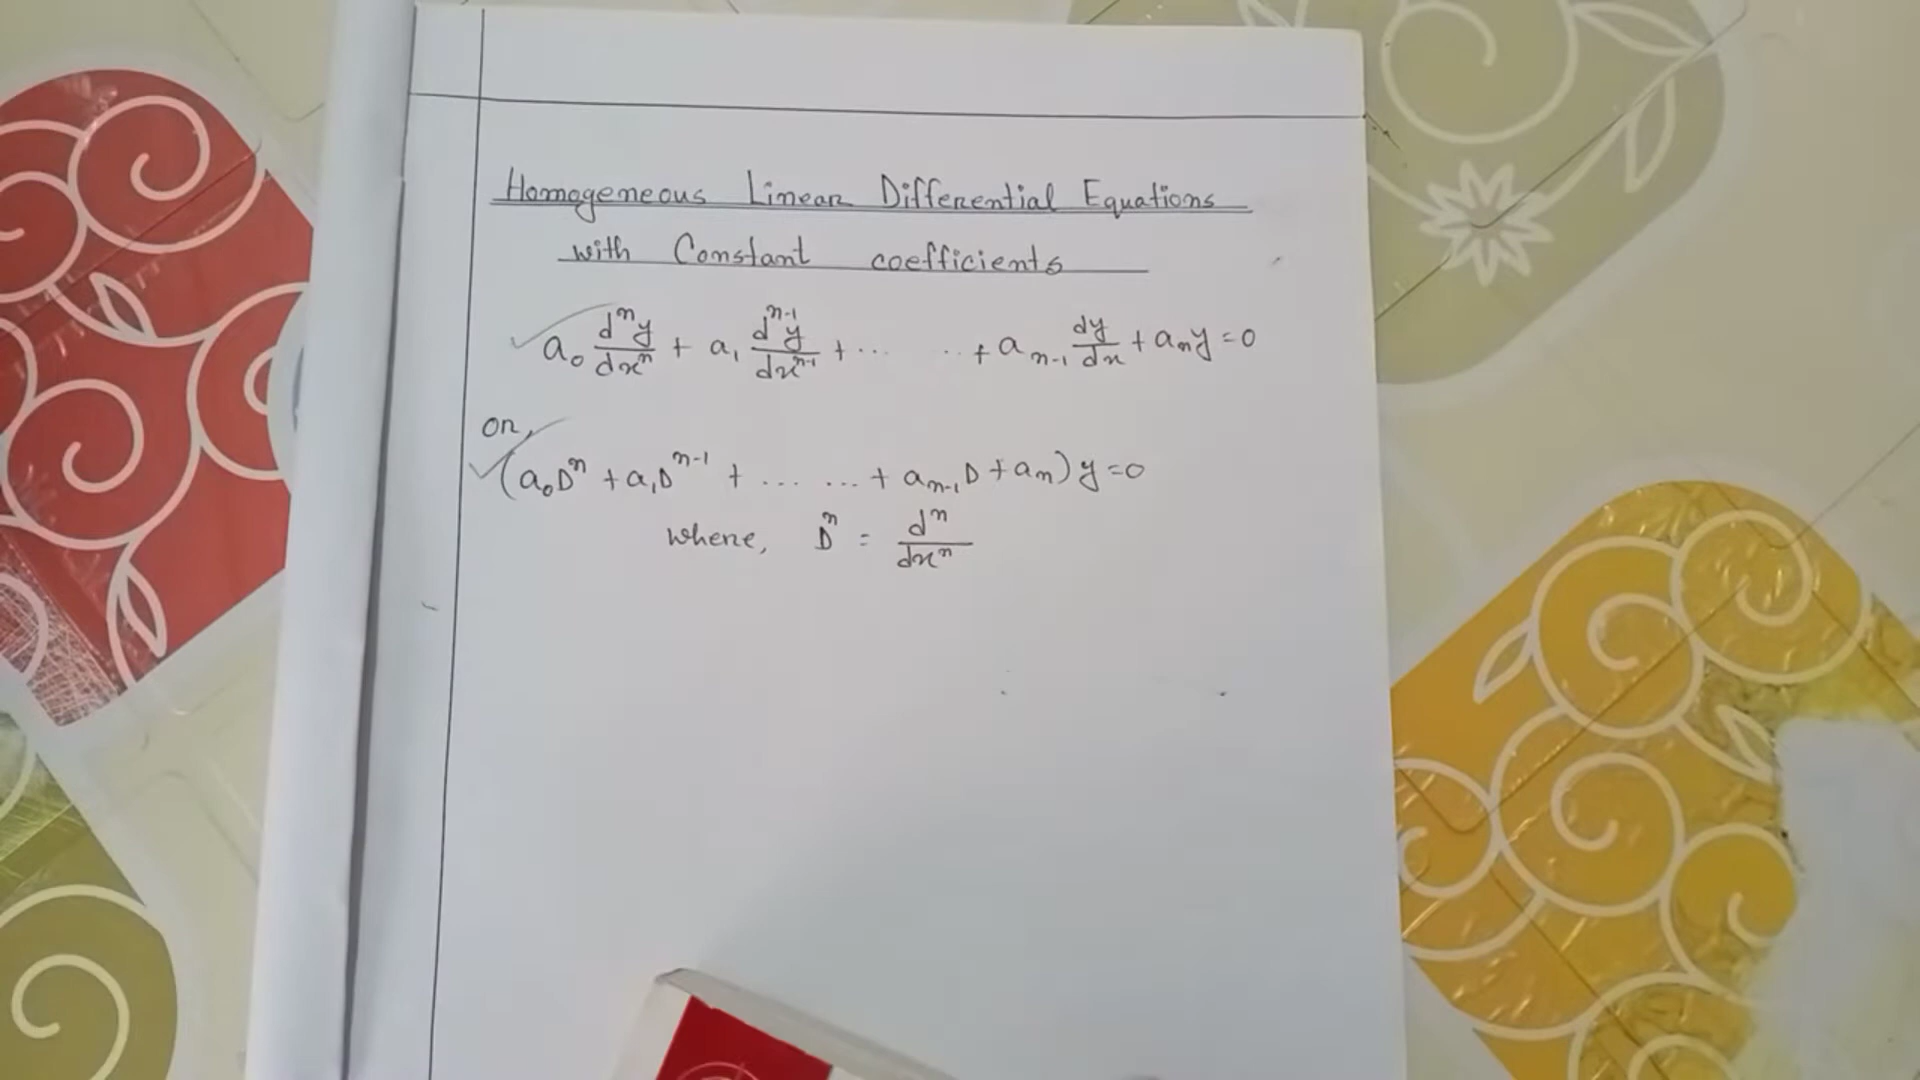 Homogeneous Linear Differential Equations
with Constant coefficients
a₀ dⁿy/dxⁿ + a₁ dⁿ⁻¹y/dxⁿ⁻¹ + ... ... + aₙ₋₁ dy/dx + aₙy = 0
or,
(a₀Dⁿ + a₁Dⁿ⁻¹ + ... ... + aₙ₋₁D + aₙ) y = 0
where, Dⁿ = dⁿ/dxⁿ